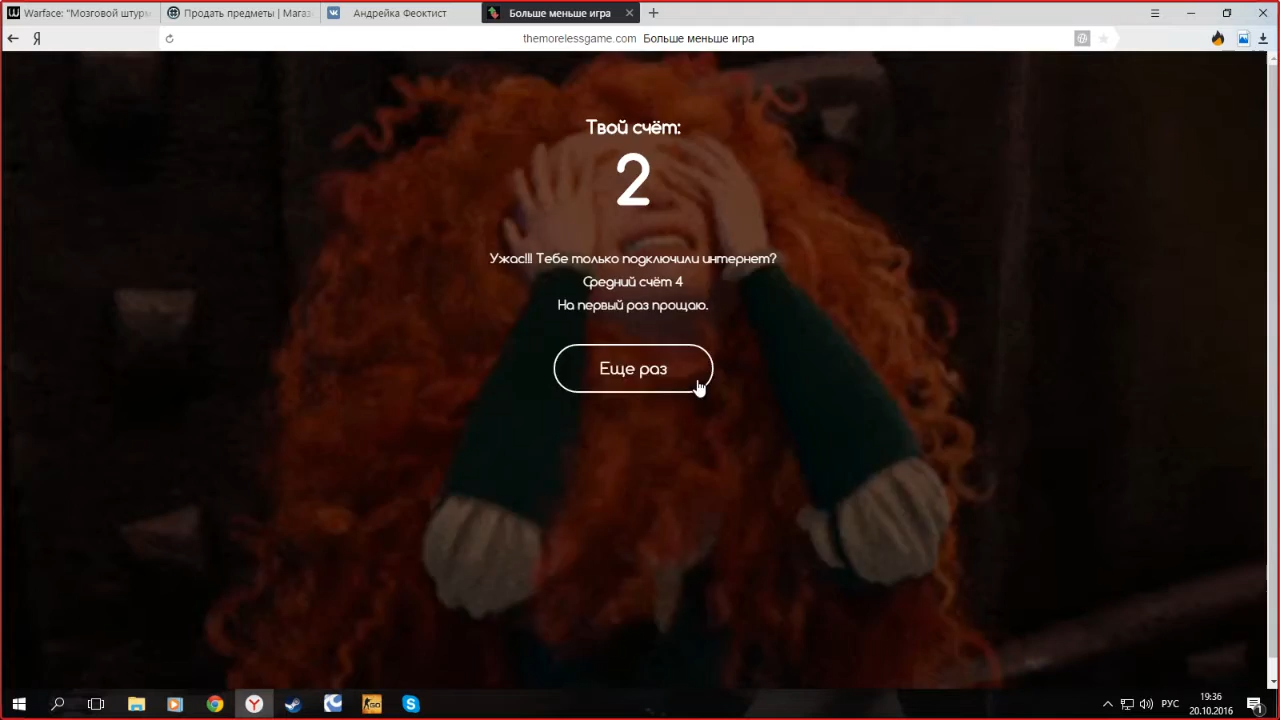 Warface: "Мозговой штурм
Продать предметы | Магаз
Андрейка Феоктист
Больше меньше игра
Я
themorelessgame.com Больше меньше игра
Твой счёт:
2
Ужас!!! Тебе только подключили интернет?
Средний счёт 4
На первый раз прощаю.
Еще раз
РУС
19:36
20.10.2016
1